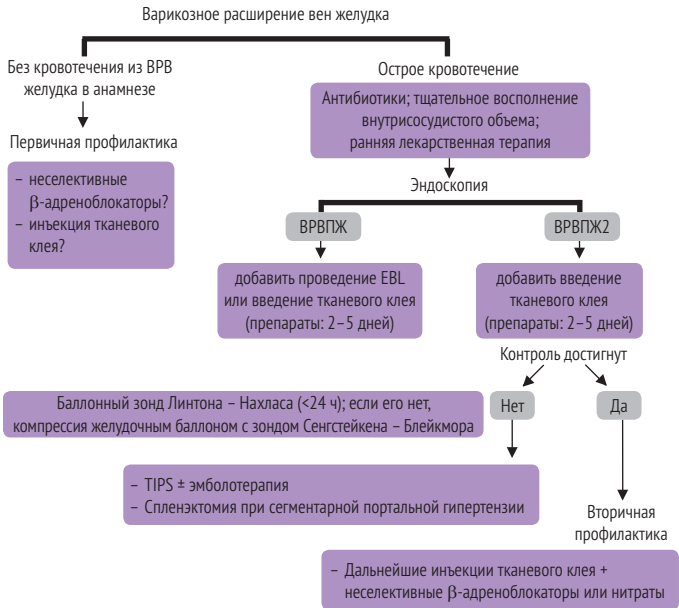 Варикозное расширение вен желудка
Без кровотечения из ВРВ
желудка в анамнезе
Первичная профилактика
– неселективные
β-адреноблокаторы?
– инъекция тканевого
клея?
Острое кровотечение
Антибиотики; тщательное восполнение
внутрисосудистого объема;
ранняя лекарственная терапия
Эндоскопия
ВРВПЖ
ВРВПЖ2
добавить проведение EBL
или введение тканевого клея
(препараты: 2–5 дней)
добавить введение
тканевого клея
(препараты: 2–5 дней)
Контроль достигнут
Нет
Да
Баллонный зонд Линтона – Нахласа (<24 ч); если его нет,
компрессия желудочным баллоном с зондом Сенгстейкена – Блейкмора
– TIPS ± эмболотерапия
– Спленэктомия при сегментарной портальной гипертензии
Вторичная
профилактика
– Дальнейшие инъекции тканевого клея +
неселективные β-адреноблокаторы или нитраты